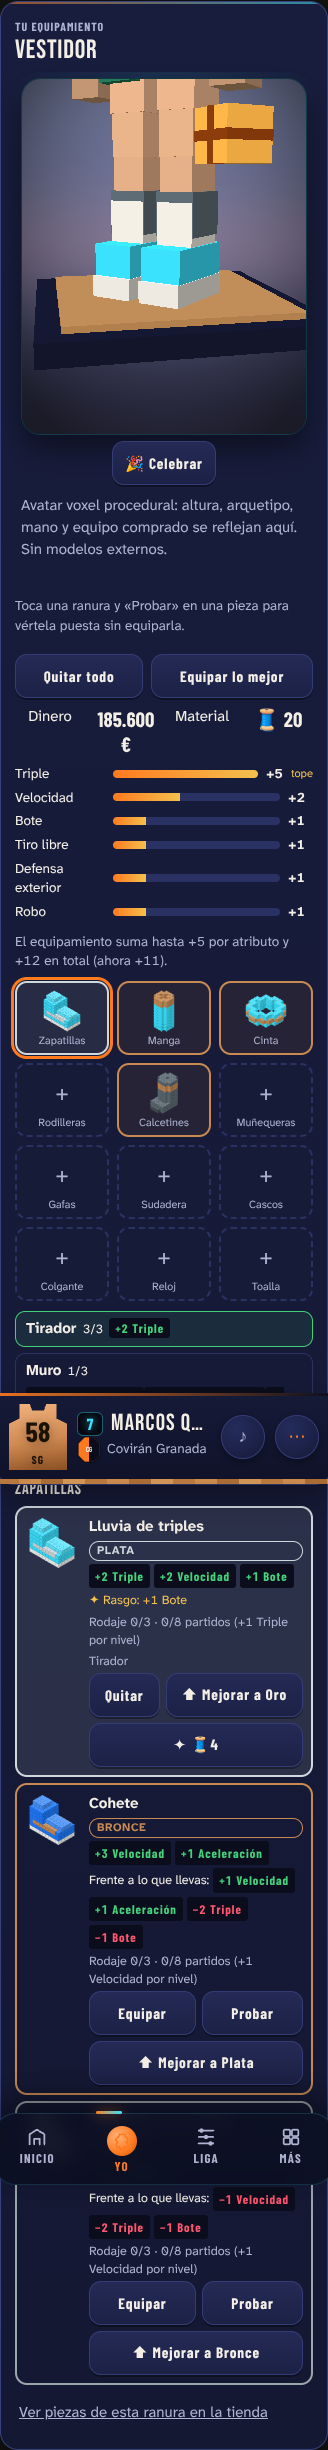 TU EQUIPAMIENTO
VESTIDOR
🎉 Celebrar
Avatar voxel procedural: altura, arquetipo,
mano y equipo comprado se reflejan aquí.
Sin modelos externos.
Toca una ranura y «Probar» en una pieza para
vértela puesta sin equiparla.
Quitar todo
Equipar lo mejor
Dinero 185.600 € Material 🧵 20
Triple +5 tope
Velocidad +2
Bote +1
Tiro libre +1
Defensa
exterior +1
Robo +1
El equipamiento suma hasta +5 por atributo y
+12 en total (ahora +11).
Zapatillas Manga Cinta
+ + +
Rodilleras Calcetines Muñequeras
+ + +
Gafas Sudadera Cascos
+ + +
Colgante Reloj Toalla
Tirador 3/3 +2 Triple
Muro 1/3
58
SG
7 MARCOS Q...
Covirán Granada
♪ ⋯
ZAPATILLAS
Lluvia de triples
PLATA
+2 Triple +2 Velocidad +1 Bote
✦ Rasgo: +1 Bote
Rodaje 0/3 · 0/8 partidos (+1 Triple
por nivel)
Tirador
Quitar ⬆ Mejorar a Oro
✦ 🧵4
Cohete
BRONCE
+3 Velocidad +1 Aceleración
Frente a lo que llevas: +1 Velocidad
+1 Aceleración −2 Triple
−1 Bote
Rodaje 0/3 · 0/8 partidos (+1
Velocidad por nivel)
Equipar Probar
⬆ Mejorar a Plata
INICIO YO LIGA MÁS
Frente a lo que llevas: −1 Velocidad
−2 Triple −1 Bote
Rodaje 0/3 · 0/8 partidos (+1
Velocidad por nivel)
Equipar Probar
⬆ Mejorar a Bronce
Ver piezas de esta ranura en la tienda